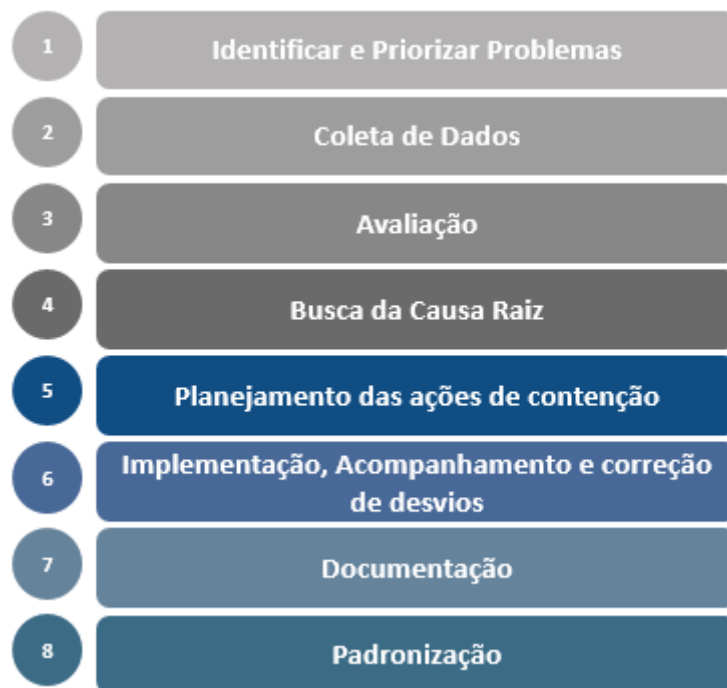 1
Identificar e Priorizar Problemas
2
Coleta de Dados
3
Avaliação
4
Busca da Causa Raiz
5
Planejamento das ações de contenção
6
Implementação, Acompanhamento e correção
de desvios
7
Documentação
8
Padronização